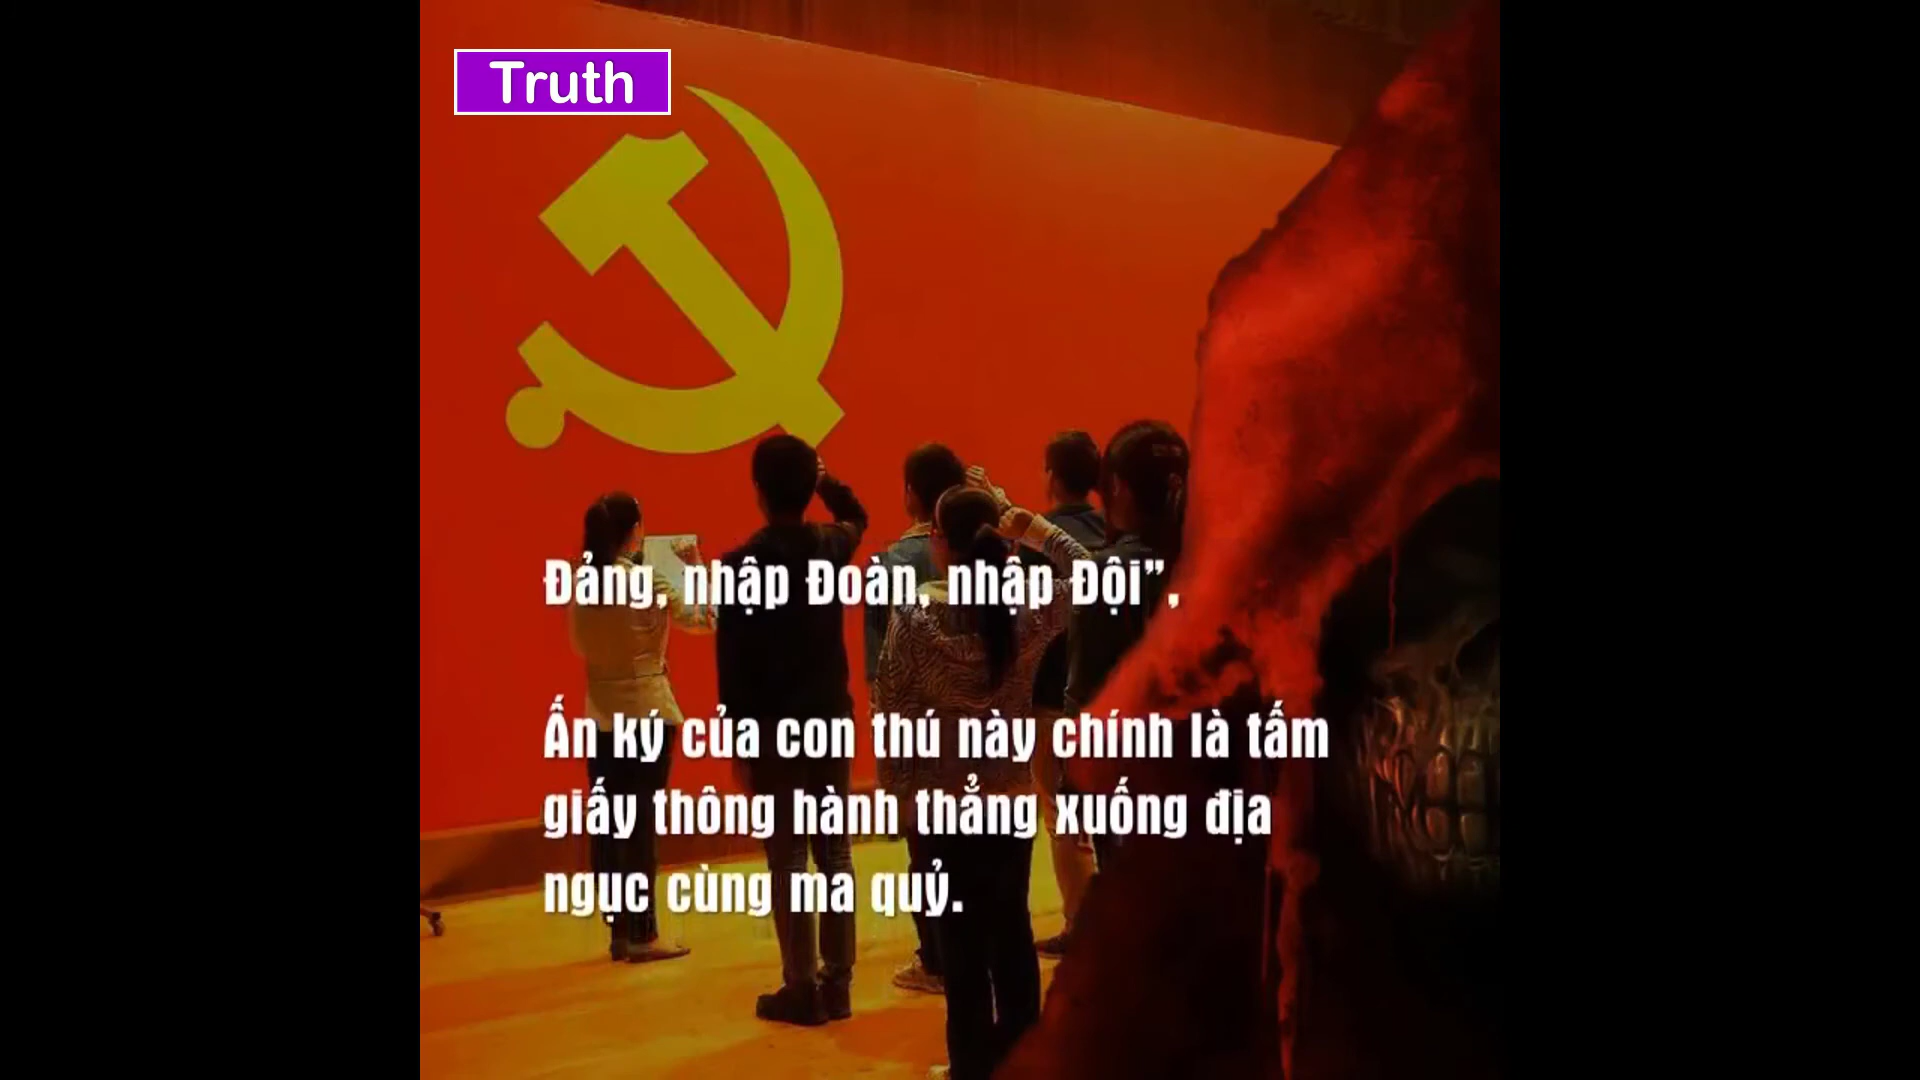 Truth
Đảng, nhập Đoàn, nhập Đội”,
Ấn ký của con thú này chính là tấm
giấy thông hành thẳng xuống địa
ngục cùng ma quỷ.